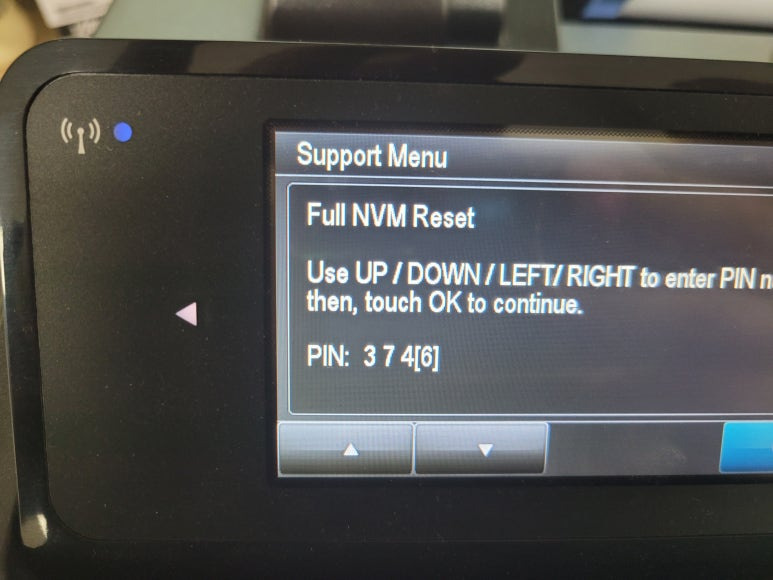 Support Menu
Full NVM Reset
Use UP / DOWN / LEFT/ RIGHT to enter PIN
then, touch OK to continue.
PIN: 3 7 4[6]